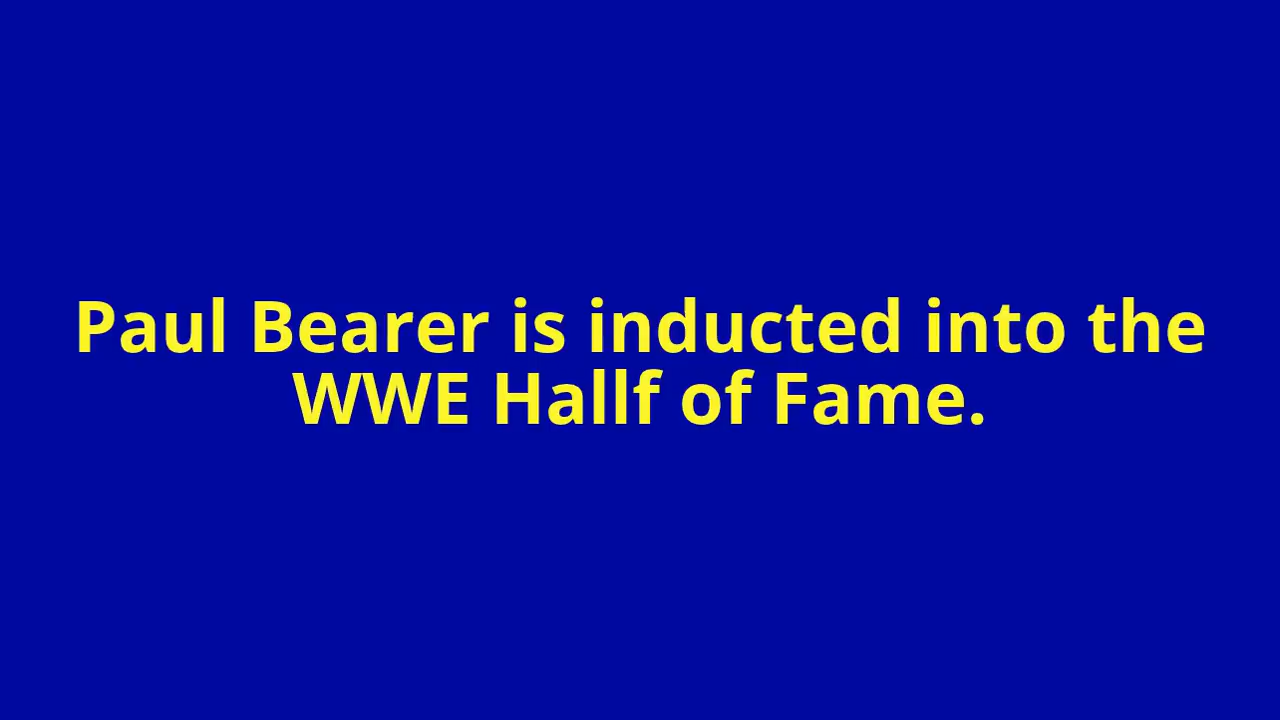 Paul Bearer is inducted into the
WWE Hallf of Fame.